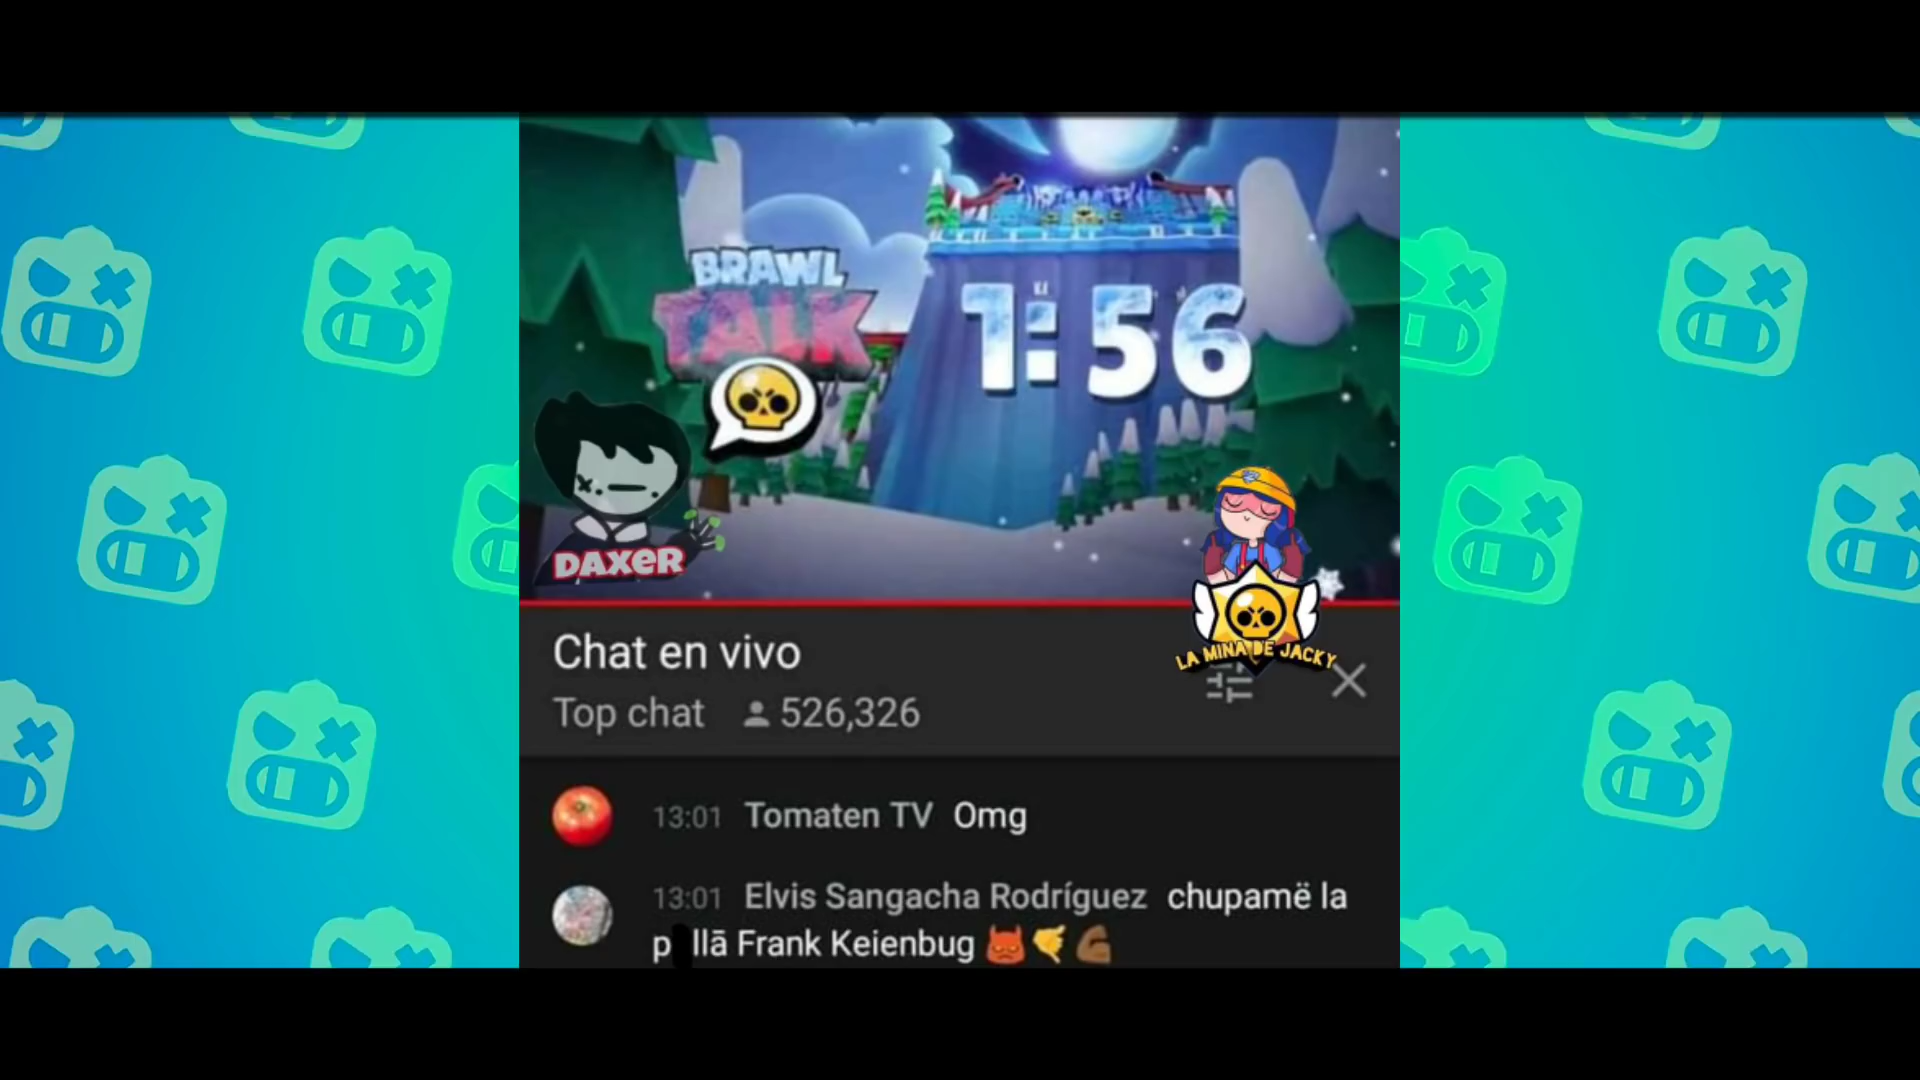 BRAWL
TALK
1:56
DAXER
LA MINA DE JACKY
Chat en vivo
Top chat 526,326
13:01 Tomaten TV Omg
13:01 Elvis Sangacha Rodríguez chupamë la
p llā Frank Keienbug 👹🤙💪🏾